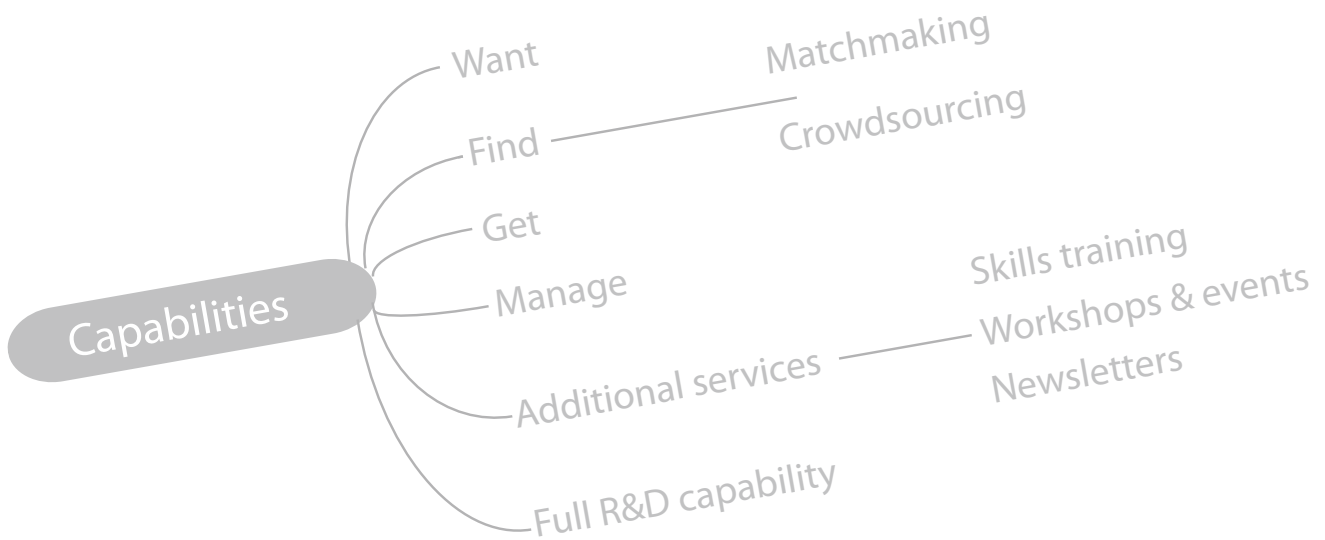 Capabilities
Want
Find
Matchmaking
Crowdsourcing
Get
Manage
Additional services
Skills training
Workshops & events
Newsletters
Full R&D capability